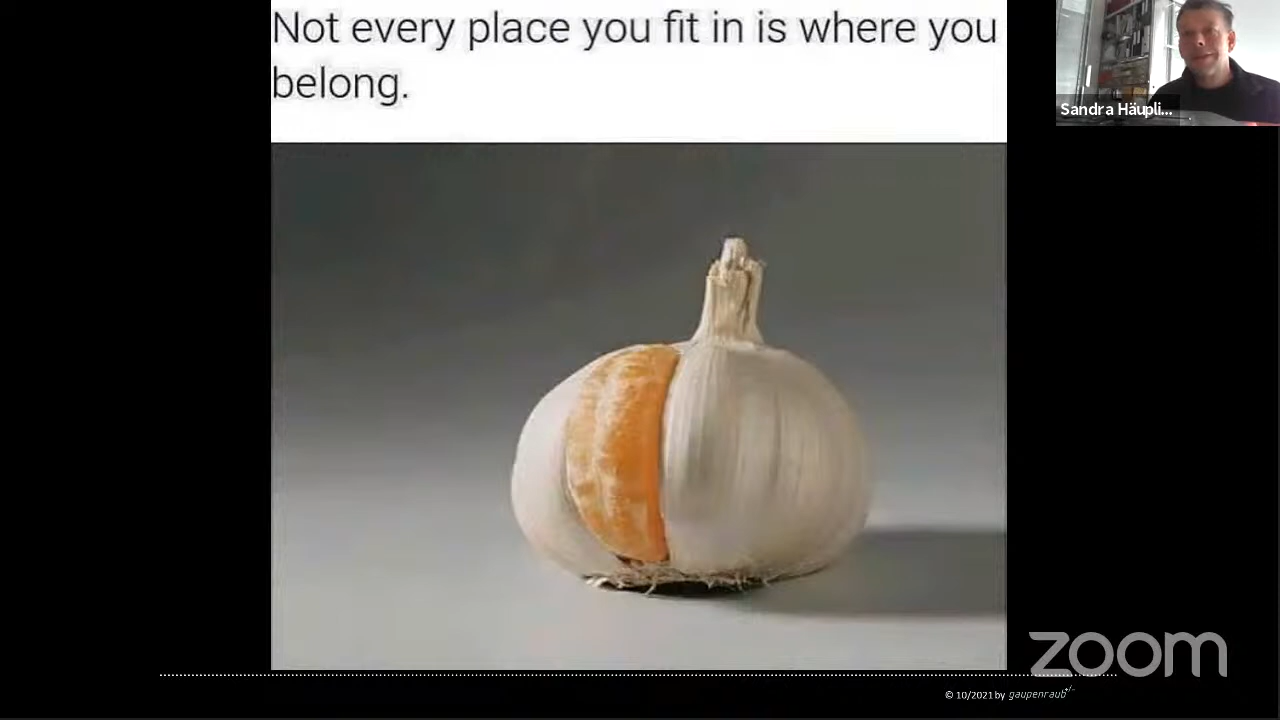 Not every place you fit in is where you
belong.
Sandra Häupli...
zoom
© 10/2021 by gaupenraub +/-